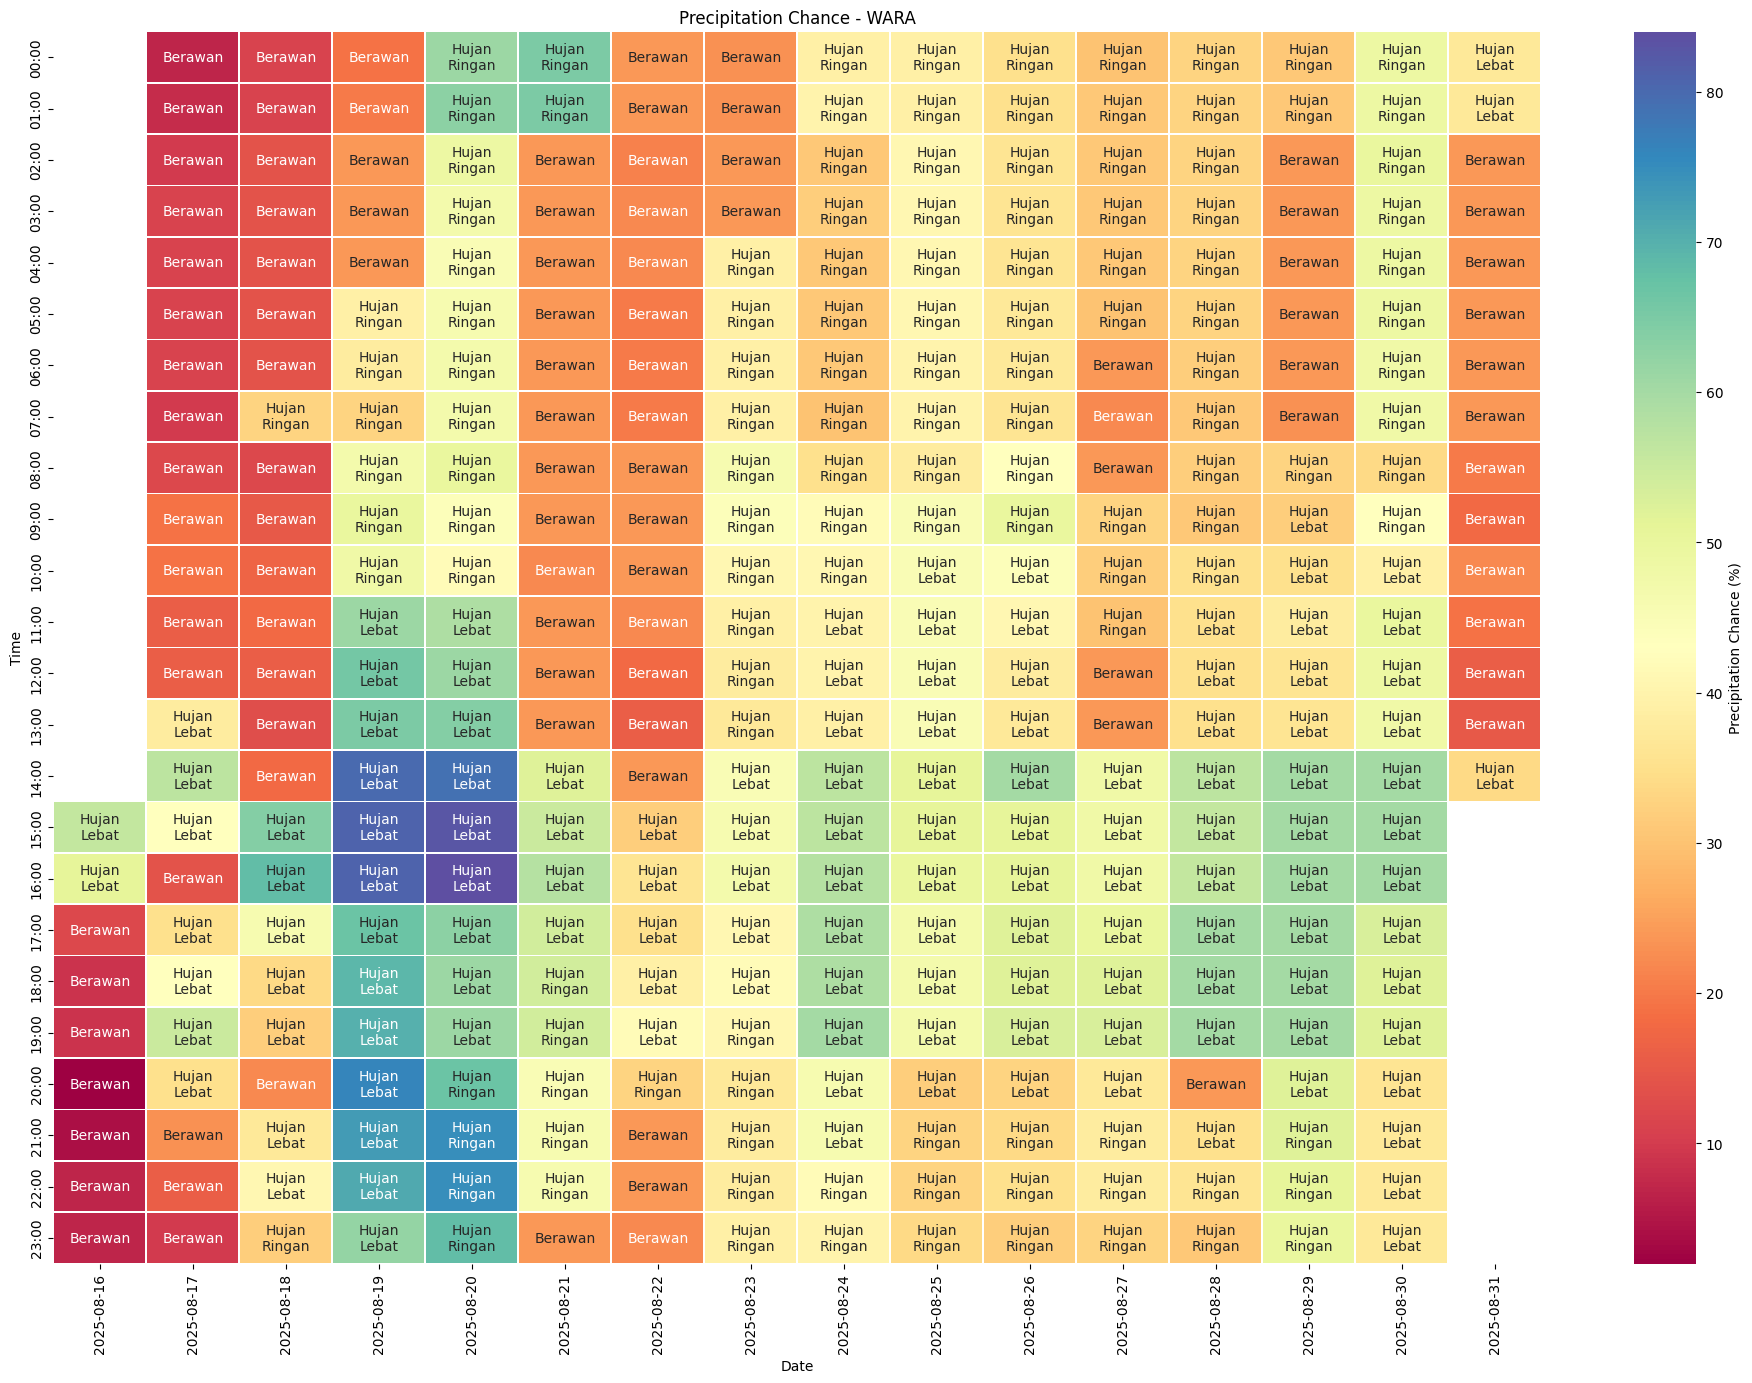 Precipitation Chance - WARA
00:00 Berawan Berawan Berawan Hujan Ringan Hujan Ringan Berawan Berawan Hujan Ringan Hujan Ringan Hujan Ringan Hujan Ringan Hujan Ringan Hujan Ringan Hujan Ringan Hujan Lebat
01:00 Berawan Berawan Berawan Hujan Ringan Hujan Ringan Berawan Berawan Hujan Ringan Hujan Ringan Hujan Ringan Hujan Ringan Hujan Ringan Hujan Ringan Hujan Ringan Hujan Lebat
02:00 Berawan Berawan Berawan Hujan Ringan Berawan Berawan Berawan Hujan Ringan Hujan Ringan Hujan Ringan Hujan Ringan Hujan Ringan Berawan Hujan Ringan Berawan
03:00 Berawan Berawan Berawan Hujan Ringan Berawan Berawan Berawan Hujan Ringan Hujan Ringan Hujan Ringan Hujan Ringan Hujan Ringan Berawan Hujan Ringan Berawan
04:00 Berawan Berawan Berawan Hujan Ringan Berawan Berawan Hujan Ringan Hujan Ringan Hujan Ringan Hujan Ringan Hujan Ringan Hujan Ringan Berawan Hujan Ringan Berawan
05:00 Berawan Berawan Hujan Ringan Hujan Ringan Berawan Berawan Hujan Ringan Hujan Ringan Hujan Ringan Hujan Ringan Hujan Ringan Hujan Ringan Berawan Hujan Ringan Berawan
06:00 Berawan Berawan Hujan Ringan Hujan Ringan Berawan Berawan Hujan Ringan Hujan Ringan Hujan Ringan Hujan Ringan Berawan Hujan Ringan Berawan Hujan Ringan Berawan
07:00 Berawan Hujan Ringan Hujan Ringan Hujan Ringan Berawan Berawan Hujan Ringan Hujan Ringan Hujan Ringan Hujan Ringan Berawan Hujan Ringan Berawan Hujan Ringan Berawan
08:00 Berawan Berawan Hujan Ringan Hujan Ringan Berawan Berawan Hujan Ringan Hujan Ringan Hujan Ringan Hujan Ringan Berawan Hujan Ringan Hujan Ringan Hujan Ringan Berawan
09:00 Berawan Berawan Hujan Ringan Hujan Ringan Berawan Berawan Hujan Ringan Hujan Ringan Hujan Ringan Hujan Ringan Hujan Ringan Hujan Ringan Hujan Lebat Hujan Ringan Berawan
10:00 Berawan Berawan Hujan Ringan Hujan Ringan Berawan Berawan Hujan Ringan Hujan Ringan Hujan Lebat Hujan Lebat Hujan Ringan Hujan Ringan Hujan Lebat Hujan Lebat Berawan
11:00 Berawan Berawan Hujan Lebat Hujan Lebat Berawan Berawan Hujan Ringan Hujan Lebat Hujan Lebat Hujan Lebat Hujan Ringan Hujan Lebat Hujan Lebat Hujan Lebat Berawan
12:00 Berawan Berawan Hujan Lebat Hujan Lebat Berawan Berawan Hujan Ringan Hujan Lebat Hujan Lebat Hujan Lebat Berawan Hujan Lebat Hujan Lebat Hujan Lebat Berawan
13:00 Hujan Lebat Berawan Hujan Lebat Hujan Lebat Berawan Berawan Hujan Ringan Hujan Lebat Hujan Lebat Hujan Lebat Berawan Hujan Lebat Hujan Lebat Hujan Lebat Berawan
14:00 Hujan Lebat Berawan Hujan Lebat Hujan Lebat Hujan Lebat Berawan Hujan Lebat Hujan Lebat Hujan Lebat Hujan Lebat Hujan Lebat Hujan Lebat Hujan Lebat Hujan Lebat Hujan Lebat
15:00 Hujan Lebat Hujan Lebat Hujan Lebat Hujan Lebat Hujan Lebat Hujan Lebat Hujan Lebat Hujan Lebat Hujan Lebat Hujan Lebat Hujan Lebat Hujan Lebat Hujan Lebat Hujan Lebat Hujan Lebat
16:00 Hujan Lebat Berawan Hujan Lebat Hujan Lebat Hujan Lebat Hujan Lebat Hujan Lebat Hujan Lebat Hujan Lebat Hujan Lebat Hujan Lebat Hujan Lebat Hujan Lebat Hujan Lebat Hujan Lebat
17:00 Berawan Hujan Lebat Hujan Lebat Hujan Lebat Hujan Lebat Hujan Lebat Hujan Lebat Hujan Lebat Hujan Lebat Hujan Lebat Hujan Lebat Hujan Lebat Hujan Lebat Hujan Lebat Hujan Lebat
18:00 Berawan Hujan Lebat Hujan Lebat Hujan Lebat Hujan Lebat Hujan Ringan Hujan Lebat Hujan Lebat Hujan Lebat Hujan Lebat Hujan Lebat Hujan Lebat Hujan Lebat Hujan Lebat Hujan Lebat
19:00 Berawan Hujan Lebat Hujan Lebat Hujan Lebat Hujan Lebat Hujan Ringan Hujan Lebat Hujan Ringan Hujan Lebat Hujan Lebat Hujan Lebat Hujan Lebat Hujan Lebat Hujan Lebat Hujan Lebat
20:00 Berawan Hujan Lebat Berawan Hujan Lebat Hujan Ringan Hujan Ringan Hujan Ringan Hujan Ringan Hujan Lebat Hujan Lebat Hujan Lebat Hujan Lebat Berawan Hujan Lebat Hujan Lebat
21:00 Berawan Berawan Hujan Lebat Hujan Lebat Hujan Ringan Hujan Ringan Berawan Hujan Ringan Hujan Lebat Hujan Ringan Hujan Ringan Hujan Ringan Hujan Lebat Hujan Ringan Hujan Lebat
22:00 Berawan Berawan Hujan Lebat Hujan Lebat Hujan Ringan Hujan Ringan Berawan Hujan Ringan Hujan Ringan Hujan Ringan Hujan Ringan Hujan Ringan Hujan Ringan Hujan Ringan Hujan Lebat
23:00 Berawan Berawan Hujan Ringan Hujan Lebat Hujan Ringan Berawan Berawan Hujan Ringan Hujan Ringan Hujan Ringan Hujan Ringan Hujan Ringan Hujan Ringan Hujan Ringan Hujan Lebat
Time
2025-08-16 2025-08-17 2025-08-18 2025-08-19 2025-08-20 2025-08-21 2025-08-22 2025-08-23 2025-08-24 2025-08-25 2025-08-26 2025-08-27 2025-08-28 2025-08-29 2025-08-30 2025-08-31
Date
80
70
60
50
40
30
20
10
Precipitation Chance (%)